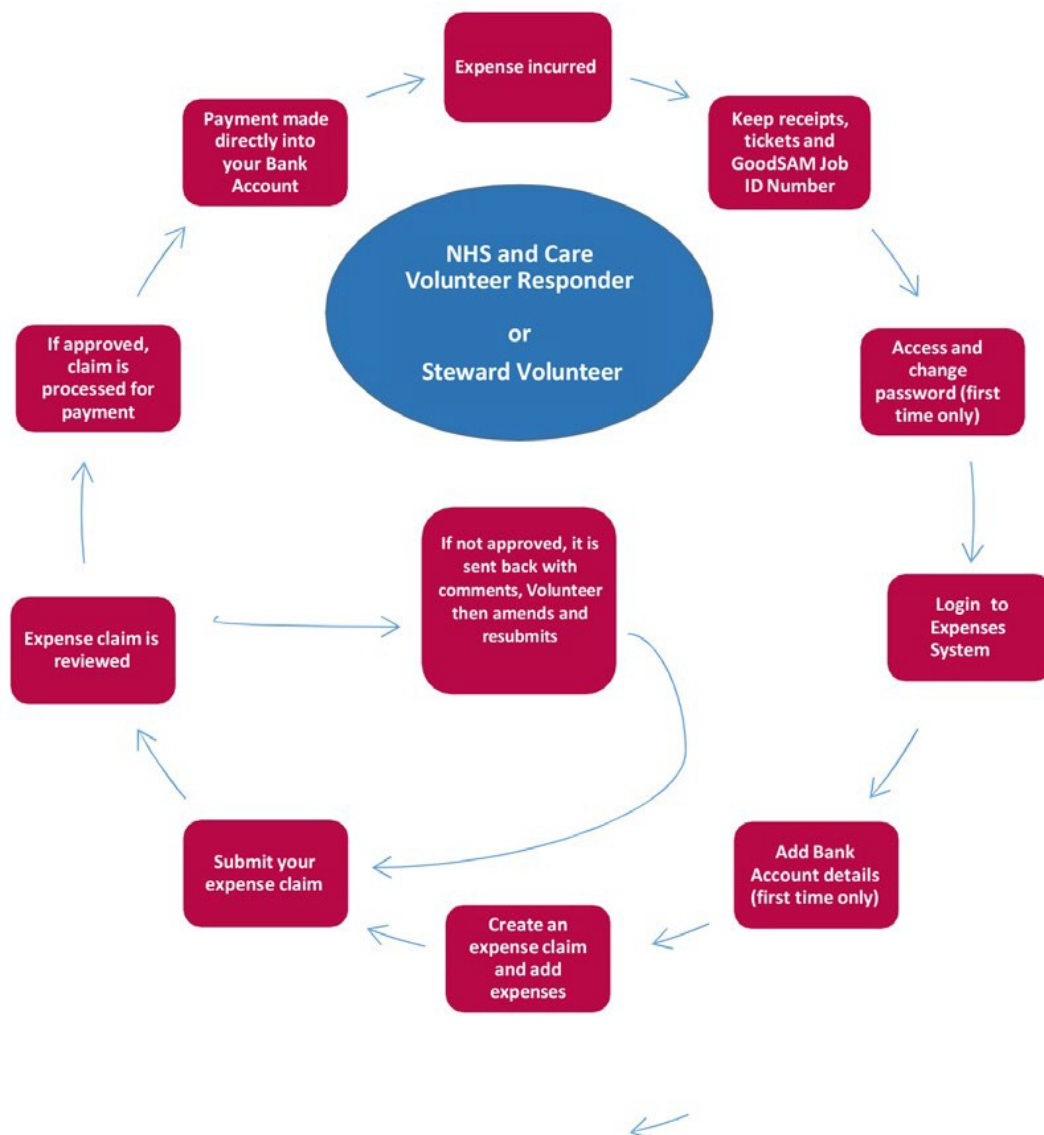 Expense incurred
Keep receipts,
tickets and
GoodSAM Job
ID Number
Access and
change
password (first
time only)
Login to
Expenses
System
Add Bank
Account details
(first time only)
Create an
expense claim
and add
expenses
Submit your
expense claim
Expense claim is
reviewed
If not approved, it is
sent back with
comments, Volunteer
then amends and
resubmits
If approved,
claim is
processed for
payment
Payment made
directly into
your Bank
Account
NHS and Care
Volunteer Responder
or
Steward Volunteer